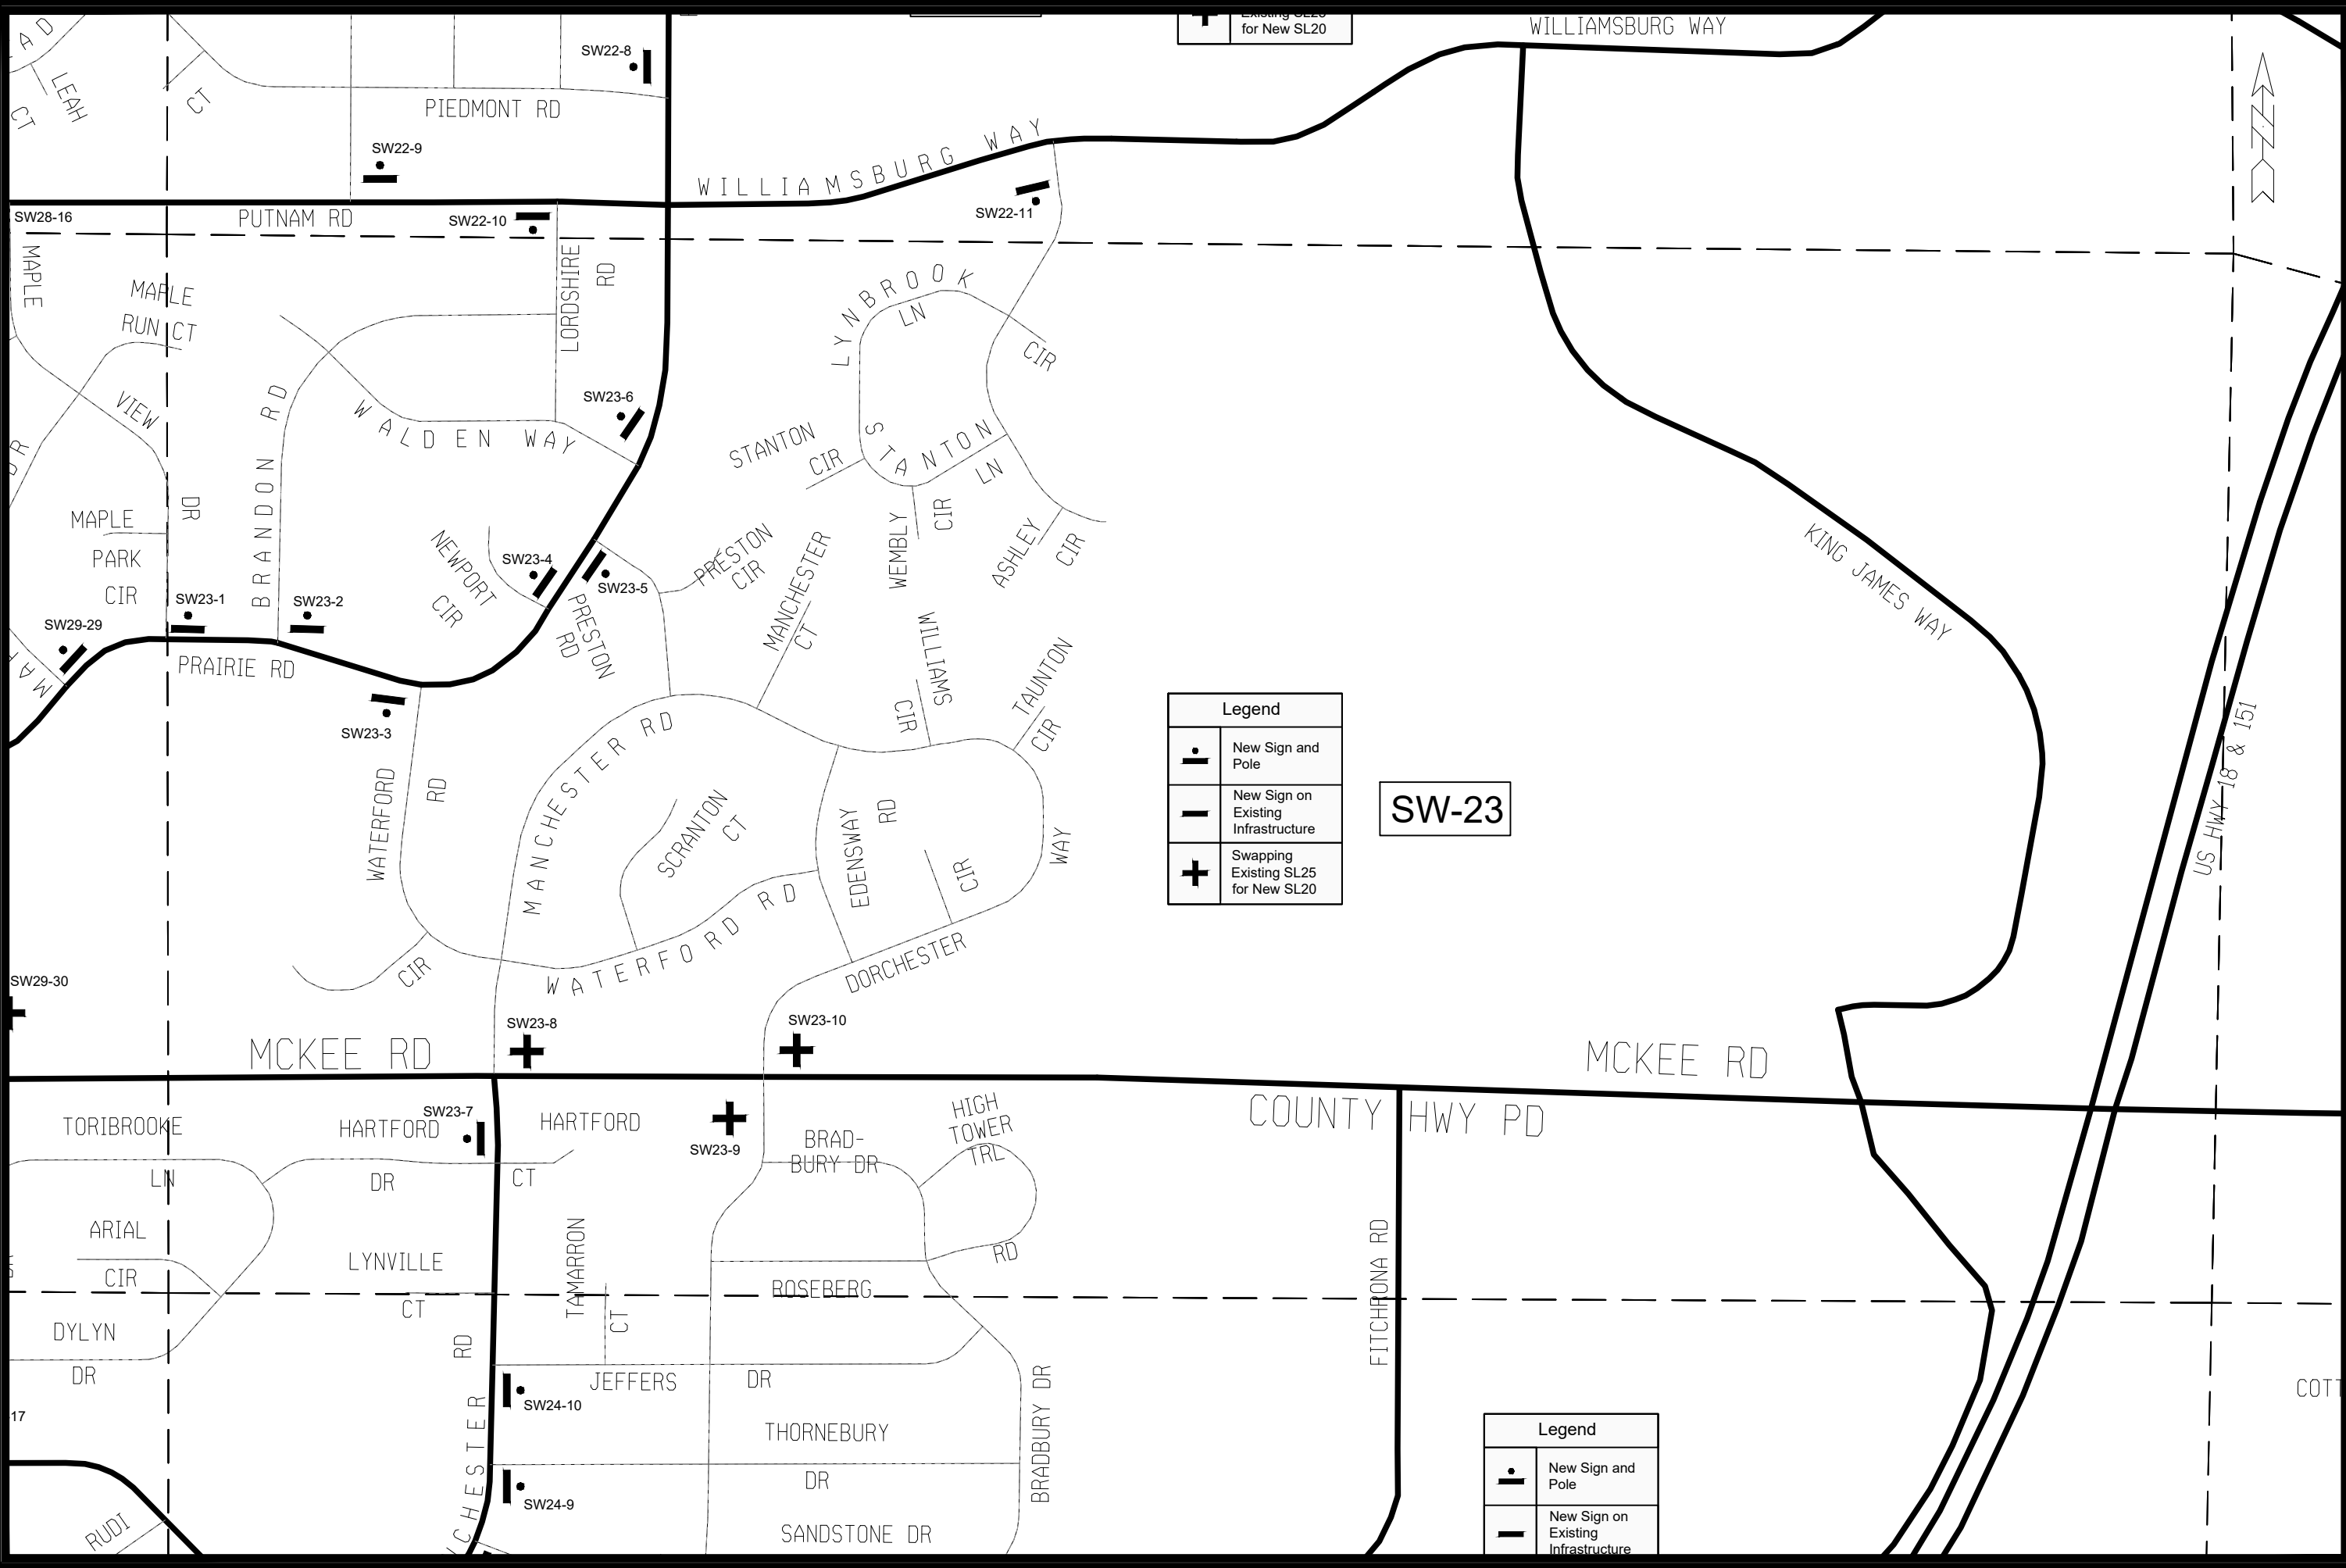 Existing SL25
for New SL20
WILLIAMSBURG WAY
LEAH
CT
CT
SW22-8
PIEDMONT RD
SW22-9
WILLIAMSBURG WAY
SW28-16
PUTNAM RD
SW22-10
SW22-11
MAPLE
VIEW
DR
MAPLE
RUN CT
LORDSHIRE
RD
LYNBROOK
LN
CIR
SW23-6
BRANDON RD
WALDEN WAY
STANTON
CIR
STANTON
LN
DR
MAPLE
PARK
CIR
NEWPORT
CIR
SW23-4
SW23-5
PRESTON
CIR
PRESTON
RD
MANCHESTER
CT
WEMBLY
CIR
ASHLEY
CIR
KING JAMES WAY
SW23-1
SW23-2
SW29-29
PRAIRIE RD
SW23-3
WILLIAMS
CIR
TAUNTON
CIR
Legend
New Sign and
Pole
New Sign on
Existing
Infrastructure
Swapping
Existing SL25
for New SL20
SW-23
US HWY 18 & 151
WATERFORD
RD
MANCHESTER RD
SCRANTON
CT
EDENSWAY
RD
CIR
WAY
DORCHESTER
WATERFORD RD
CIR
SW29-30
SW23-8
SW23-10
MCKEE RD
MCKEE RD
COUNTY HWY PD
TORIBROOKE
LN
HARTFORD
DR
SW23-7
HARTFORD
CT
SW23-9
BRAD-
BURY DR
HIGH
TOWER
TRL
ARIAL
CIR
LYNVILLE
CT
TAMARRON
CT
ROSEBERG
RD
FITCHRONA RD
DYLYN
DR
RD
JEFFERS
DR
SW24-10
THORNEBURY
DR
BRADBURY DR
SW24-9
SANDSTONE DR
RUDI
Legend
New Sign and
Pole
New Sign on
Existing
Infrastructure